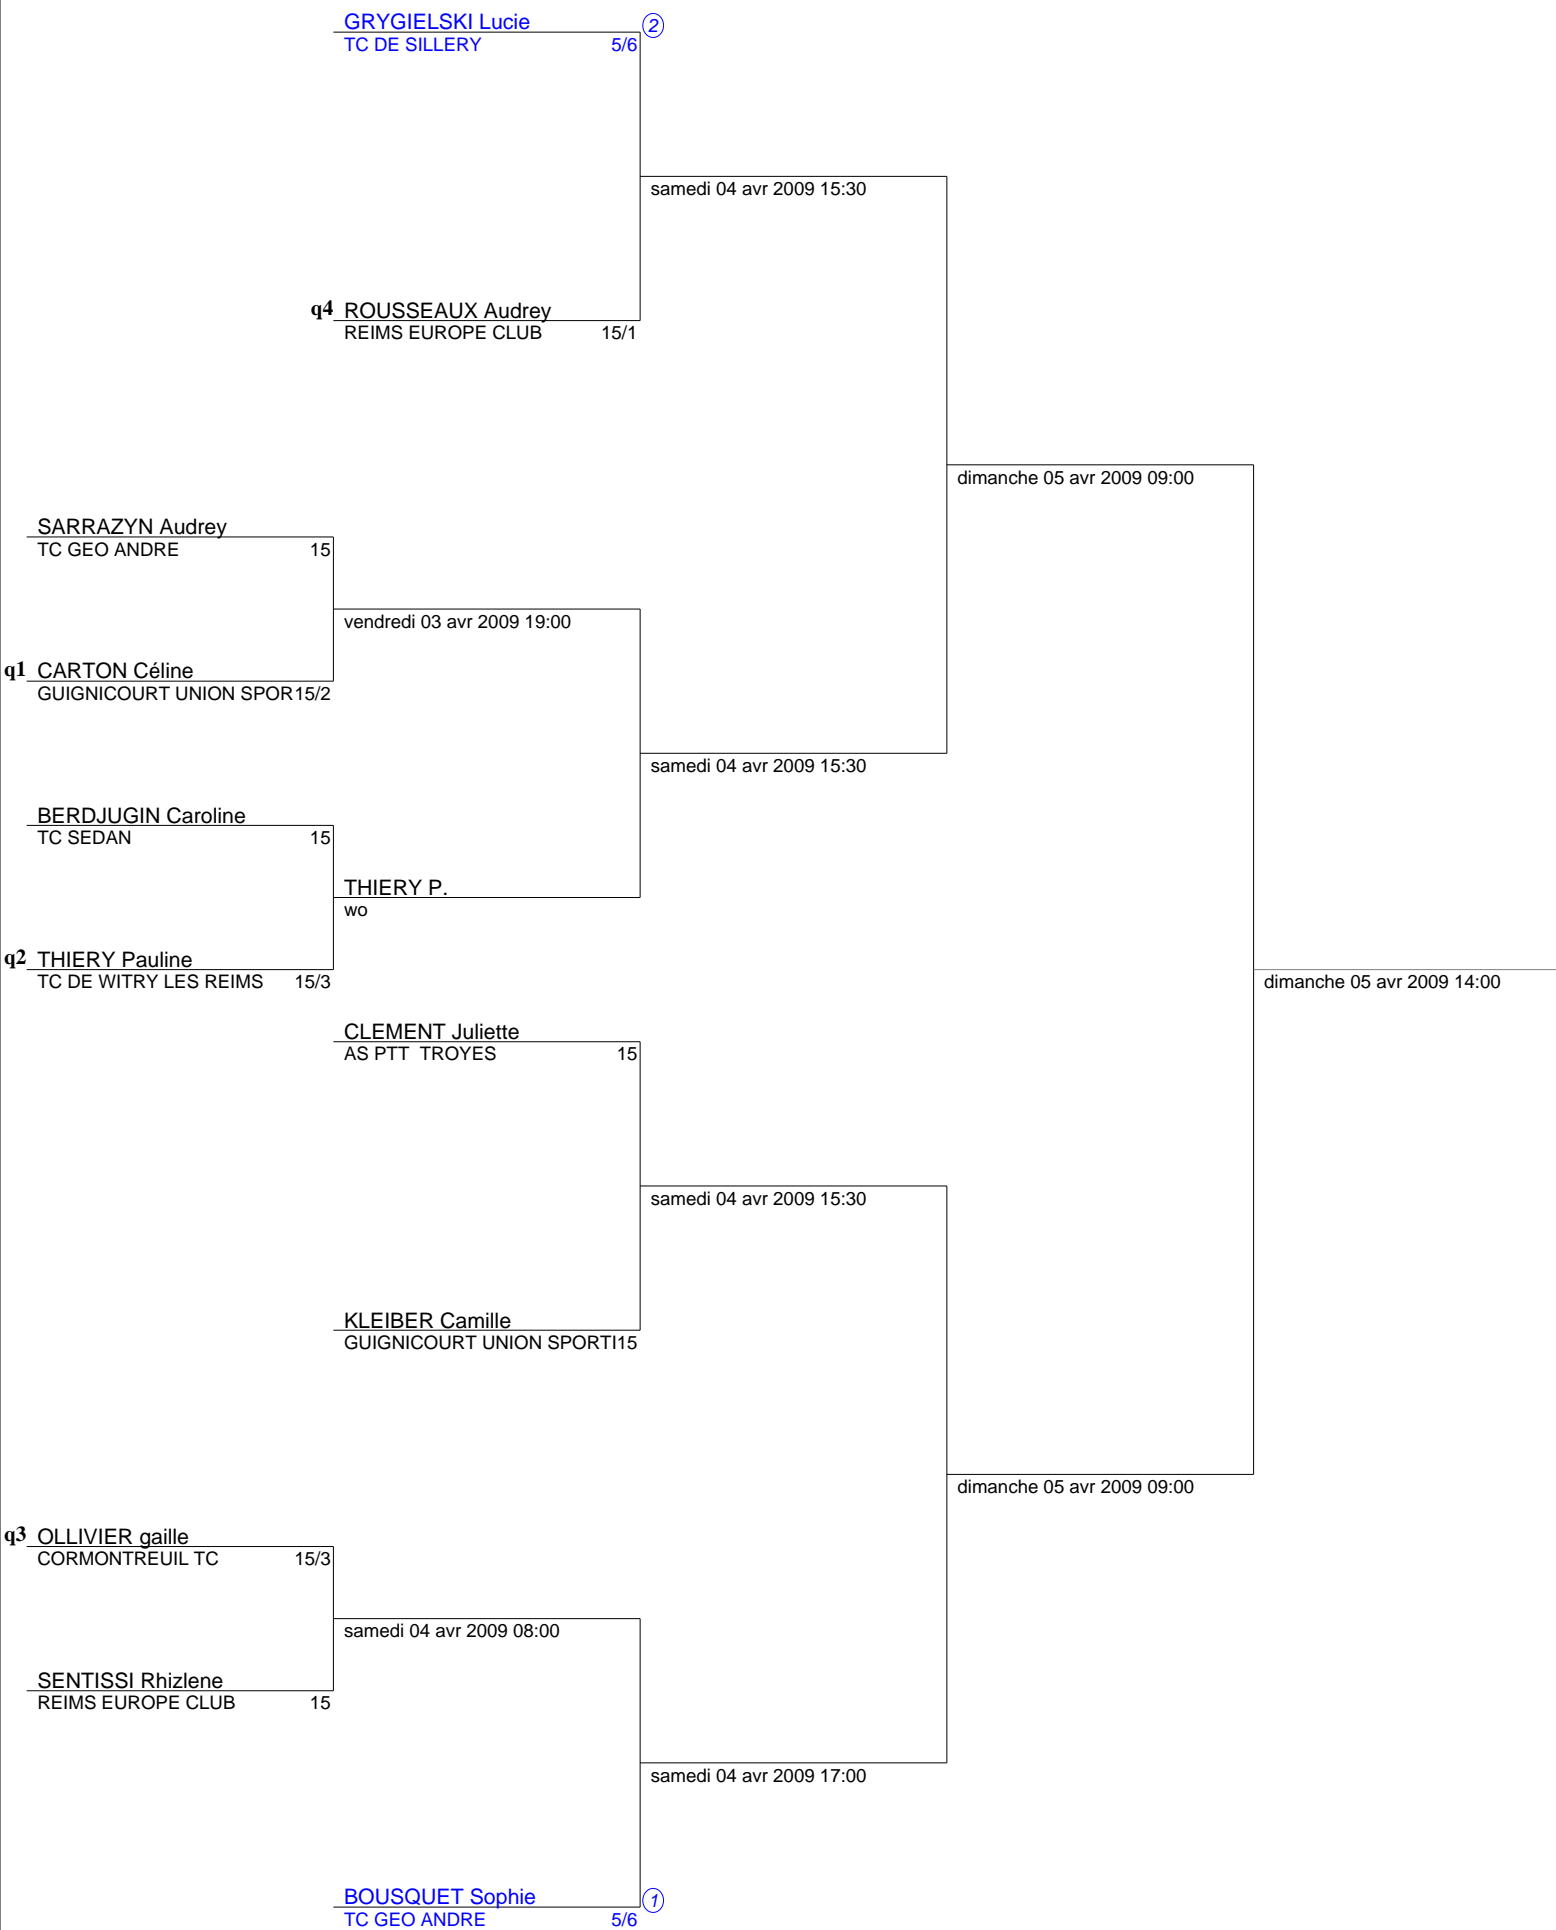 GRYGIELSKI Lucie 2
TC DE SILLERY 5/6
samedi 04 avr 2009 15:30
q4 ROUSSEAUX Audrey
REIMS EUROPE CLUB 15/1
dimanche 05 avr 2009 09:00
SARRAZYN Audrey
TC GEO ANDRE 15
vendredi 03 avr 2009 19:00
q1 CARTON Céline
GUIGNICOURT UNION SPOR15/2
samedi 04 avr 2009 15:30
BERDJUGIN Caroline
TC SEDAN 15
THIERY P.
wo
q2 THIERY Pauline
TC DE WITRY LES REIMS 15/3
dimanche 05 avr 2009 14:00
CLEMENT Juliette
AS PTT TROYES 15
samedi 04 avr 2009 15:30
KLEIBER Camille
GUIGNICOURT UNION SPORTI15
dimanche 05 avr 2009 09:00
q3 OLLIVIER gaille
CORMONTREUIL TC 15/3
samedi 04 avr 2009 08:00
SENTISSI Rhizlene
REIMS EUROPE CLUB 15
samedi 04 avr 2009 17:00
BOUSQUET Sophie 1
TC GEO ANDRE 5/6